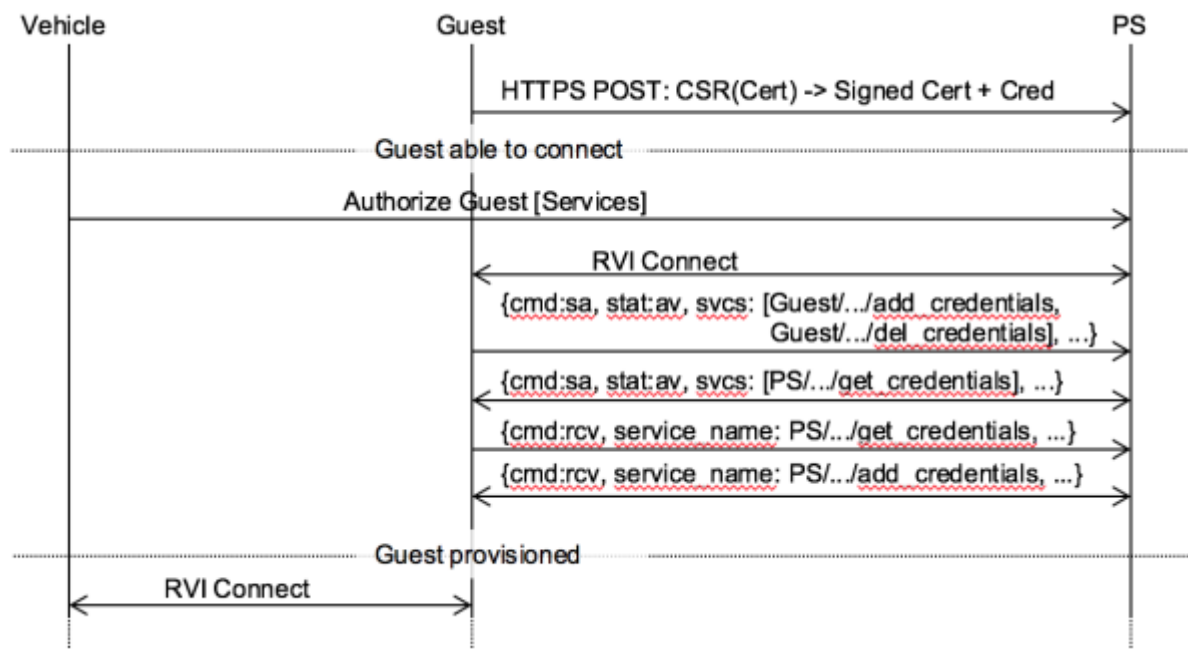 Vehicle Guest PS
HTTPS POST: CSR(Cert) -> Signed Cert + Cred
Guest able to connect
Authorize Guest [Services]
RVI Connect
{cmd:sa, stat:av, svcs: [Guest/.../add_credentials,
Guest/.../del_credentials], ...}
{cmd:sa, stat:av, svcs: [PS/.../get_credentials], ...}
{cmd:rcv, service_name: PS/.../get_credentials, ...}
{cmd:rcv, service_name: PS/.../add_credentials, ...}
Guest provisioned
RVI Connect